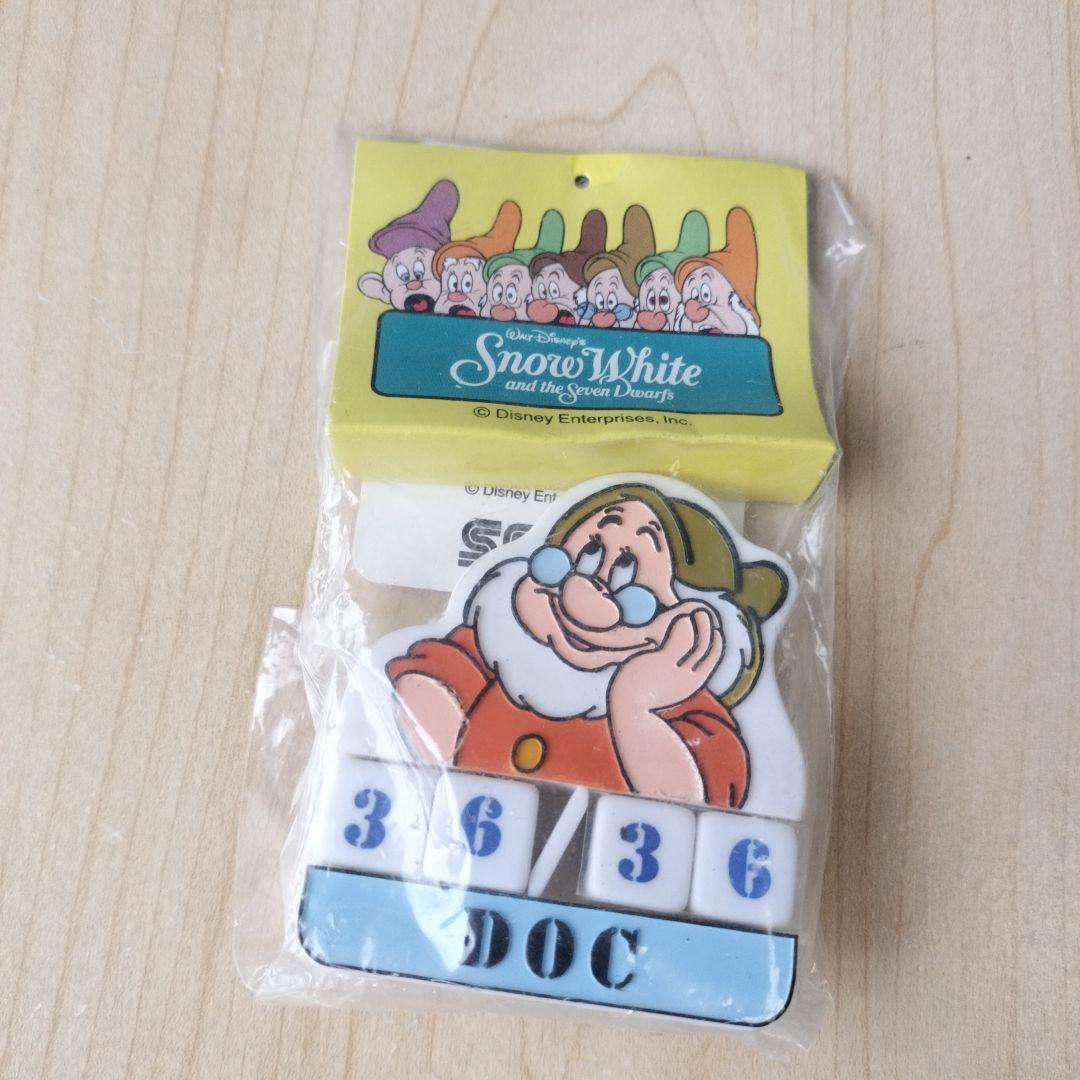 Walt Disney's
Snow White
and the Seven Dwarfs
© Disney Enterprises, Inc.
© Disney Ent
3 6 / 3 6
DOC